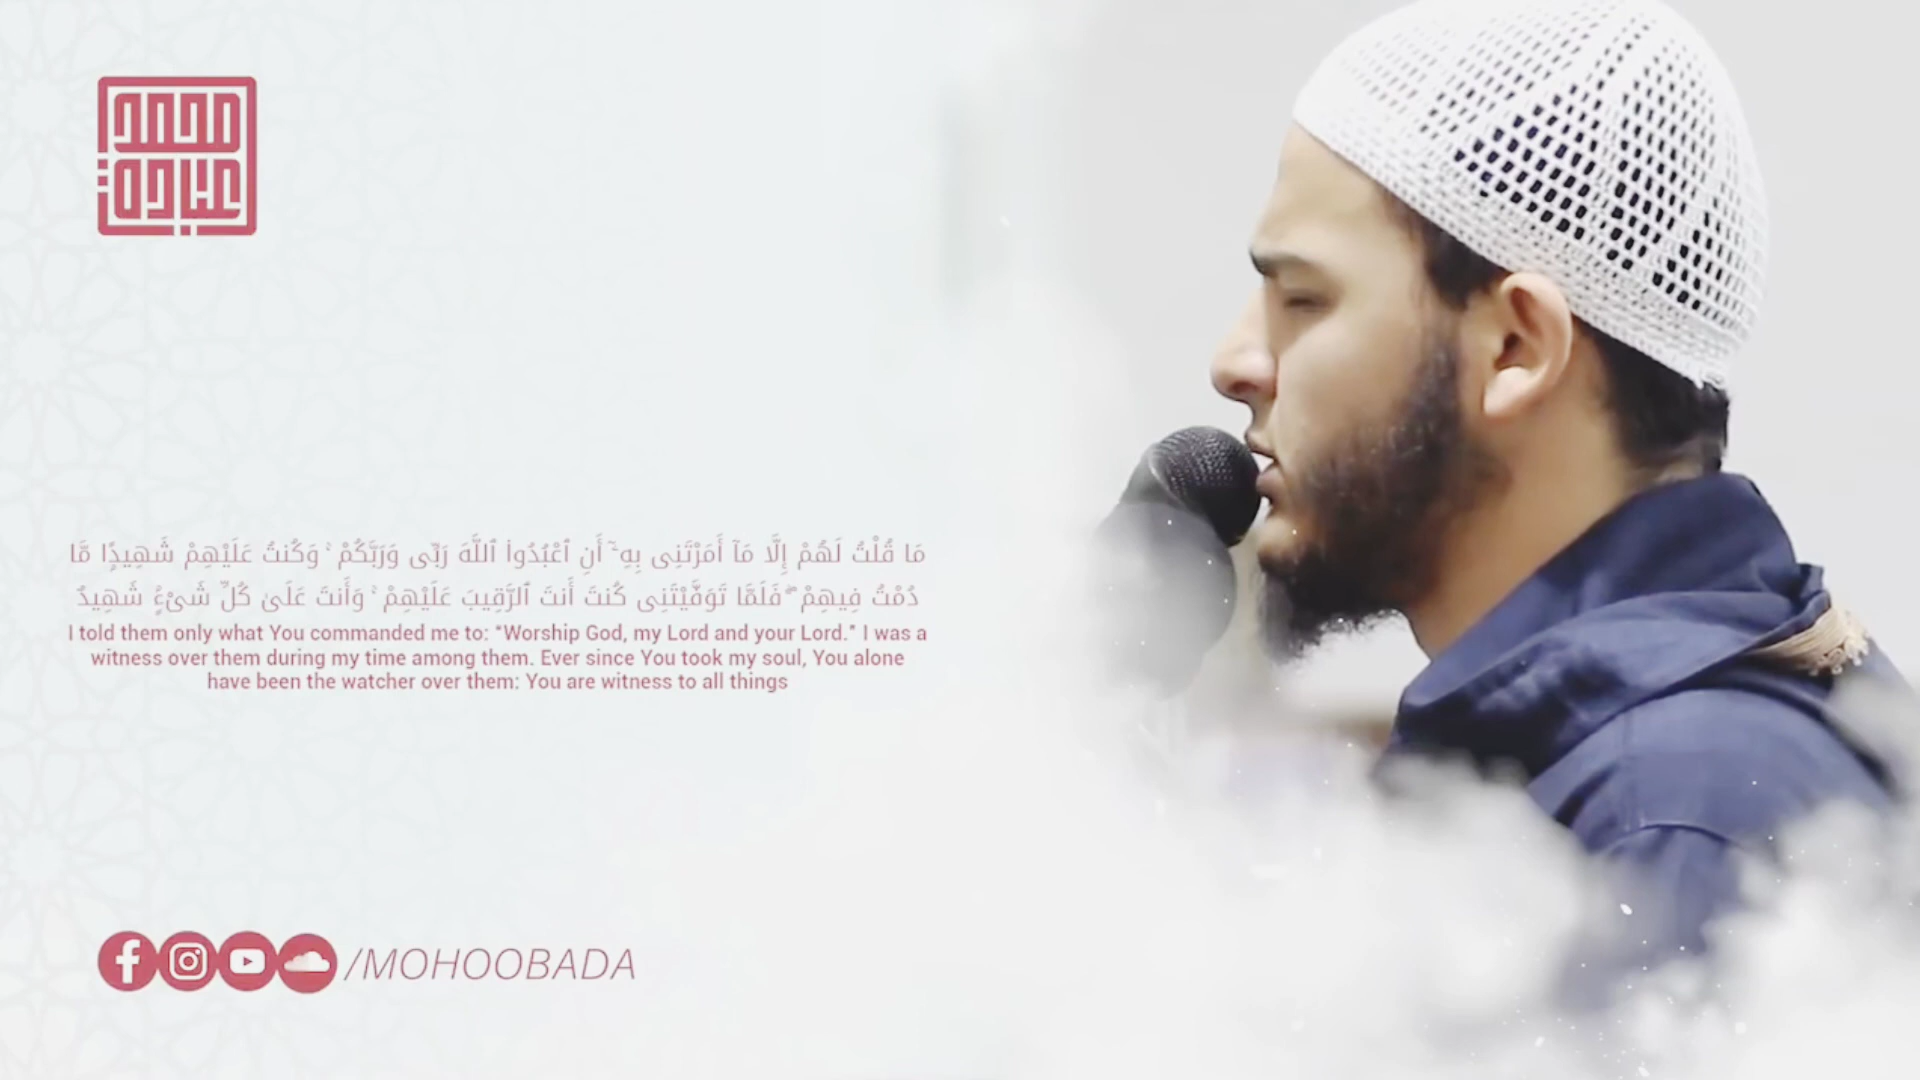 محمد
عبادة
مَا قُلْتُ لَهُمْ إِلَّا مَآ أَمَرْتَنِى بِهِۦٓ أَنِ ٱعْبُدُوا۟ ٱللَّهَ رَبِّى وَرَبَّكُمْ ۚ وَكُنتُ عَلَيْهِمْ شَهِيدًا مَّا
دُمْتُ فِيهِمْ ۖ فَلَمَّا تَوَفَّيْتَنِى كُنتَ أَنتَ ٱلرَّقِيبَ عَلَيْهِمْ ۚ وَأَنتَ عَلَىٰ كُلِّ شَىْءٍ شَهِيدٌ
I told them only what You commanded me to: "Worship God, my Lord and your Lord." I was a
witness over them during my time among them. Ever since You took my soul, You alone
have been the watcher over them: You are witness to all things
/MOHOOBADA